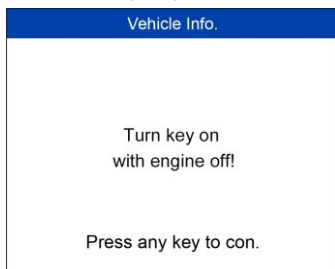 Vehicle Info.
Turn key on
with engine off!
Press any key to con.